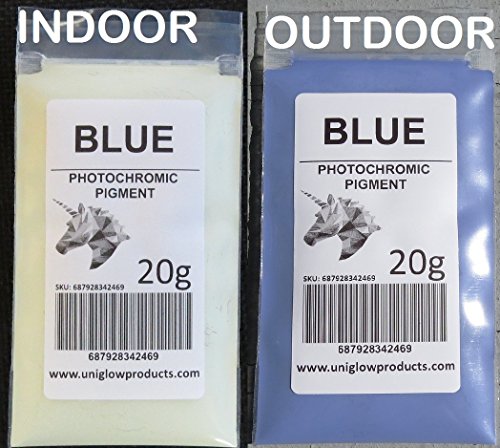 INDOOR
BLUE
PHOTOCHROMIC
PIGMENT
20g
SKU: 687928342469
687928342469
www.uniglowproducts.com
OUTDOOR
BLUE
PHOTOCHROMIC
PIGMENT
20g
SKU: 687928342469
687928342469
www.uniglowproducts.com